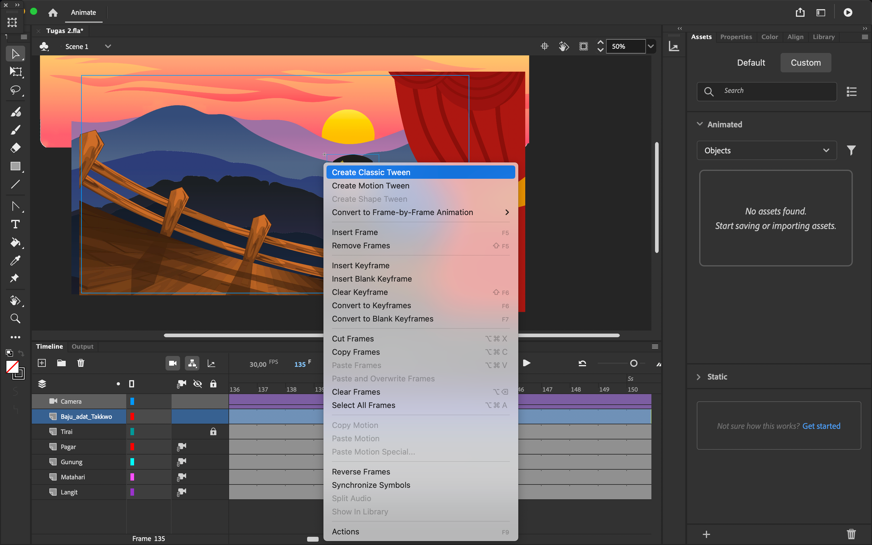 Animate
Tugas 2.fla*
Scene 1
50%
Assets
Properties
Color
Align
Library
Default
Custom
Search
Animated
Objects
No assets found.
Start saving or importing assets.
Static
Not sure how this works? Get started
Create Classic Tween
Create Motion Tween
Create Shape Tween
Convert to Frame-by-Frame Animation
Insert Frame F5
Remove Frames ⇧ F5
Insert Keyframe
Insert Blank Keyframe
Clear Keyframe ⇧ F6
Convert to Keyframes F6
Convert to Blank Keyframes F7
Cut Frames ⌥⌘ X
Copy Frames ⌥⌘ C
Paste Frames ⌥⌘ V
Paste and Overwrite Frames
Clear Frames ⌥⌫
Select All Frames ⌥⌘ A
Copy Motion
Paste Motion
Paste Motion Special...
Reverse Frames
Synchronize Symbols
Split Audio
Show In Library
Actions F9
Timeline
Output
30,00 FPS
135 F
5s
136 137 138 147 148 149 150
Camera
Baju_adat_Takkwo
Tirai
Pagar
Gunung
Matahari
Langit
Frame 135